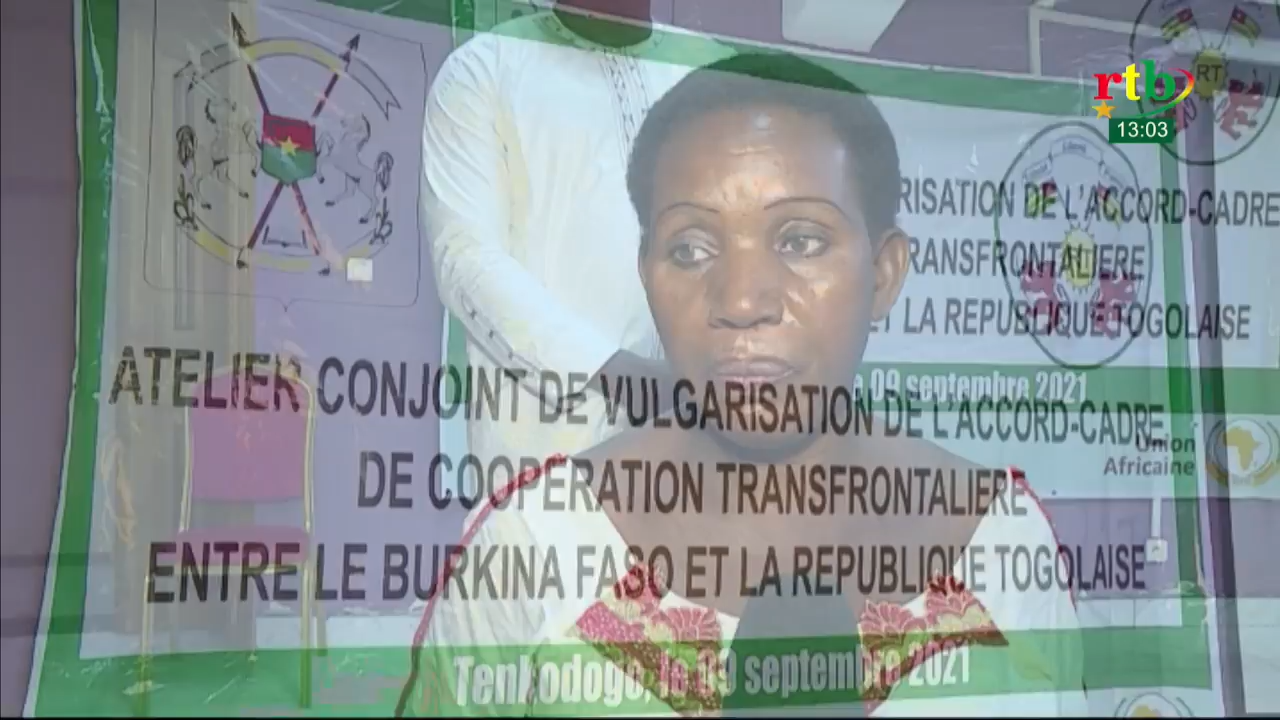 rtb
13:03
RISATION DE L'ACCORD-CADRE
RANSFRONTALIERE
ET LA REPUBLIQUE TOGOLAISE
09 septembre 2021
Union
Africaine
RT
ATELIER CONJOINT DE VULGARISATION DE L'ACCORD-CADRE
DE COOPERATION TRANSFRONTALIERE
ENTRE LE BURKINA FASO ET LA REPUBLIQUE TOGOLAISE
Tenkodogo, le 09 septembre 2021